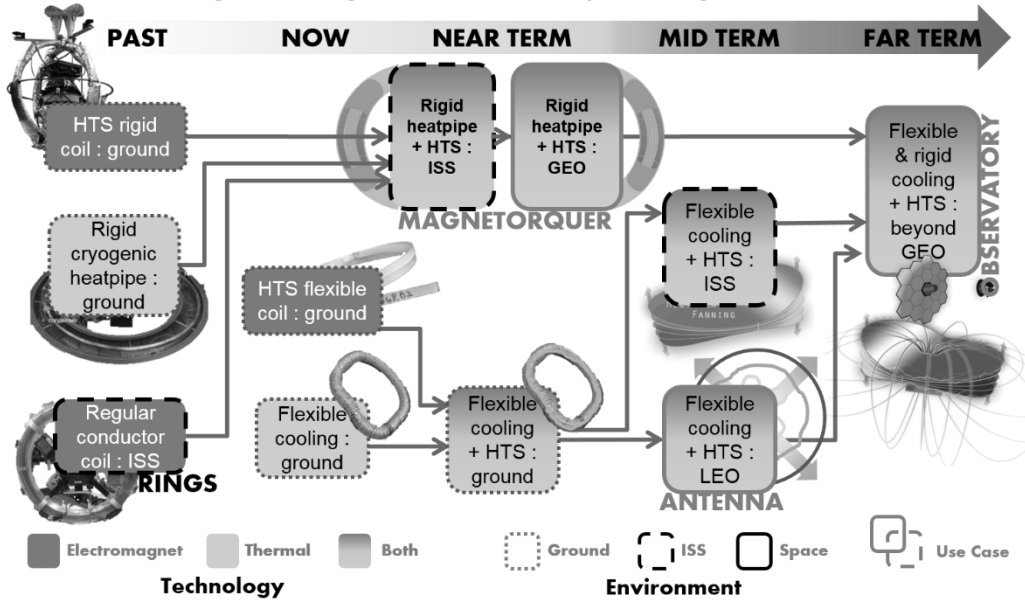 PAST
NOW
NEAR TERM
MID TERM
FAR TERM
HTS rigid
coil : ground
Rigid
heatpipe
+ HTS :
ISS
Rigid
heatpipe
+ HTS :
GEO
MAGNETORQUER
Flexible
& rigid
cooling
+ HTS :
beyond
GEO
OBSERVATORY
Rigid
cryogenic
heatpipe :
ground
HTS flexible
coil : ground
Flexible
cooling
+ HTS :
ISS
FANNING
Regular
conductor
coil : ISS
RINGS
Flexible
cooling :
ground
Flexible
cooling
+ HTS :
ground
Flexible
cooling
+ HTS :
LEO
ANTENNA
Electromagnet
Thermal
Both
Technology
Ground
ISS
Space
Environment
Use Case